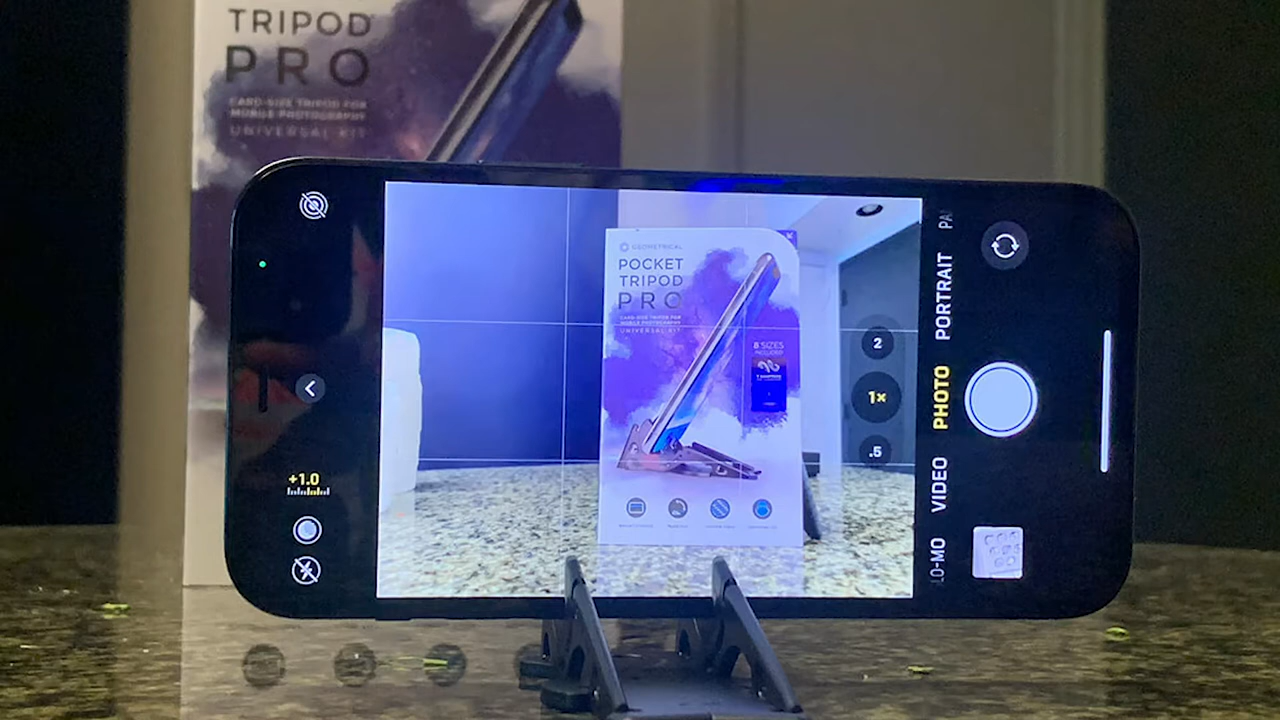 TRIPOD
PRO
CARD-SIZE TRIPOD FOR
MOBILE PHOTOGRAPHY
UNIVERSAL KIT
GEOMETRICAL
POCKET
TRIPOD
PRO
CARD-SIZE TRIPOD FOR
MOBILE PHOTOGRAPHY
UNIVERSAL KIT
8 SIZES
INCLUDED
+1.0
2
1×
.5
PA
PORTRAIT
PHOTO
VIDEO
LO-MO